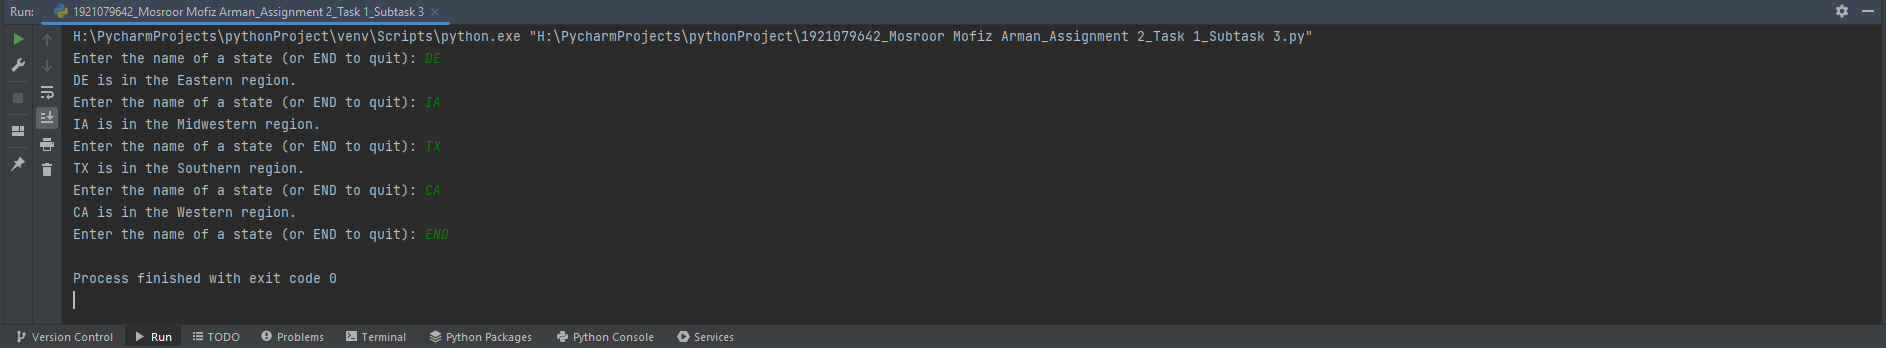 Run: 1921079642_Mosroor Mofiz Arman_Assignment 2_Task 1_Subtask 3
H:\PycharmProjects\pythonProject\venv\Scripts\python.exe "H:\PycharmProjects\pythonProject\1921079642_Mosroor Mofiz Arman_Assignment 2_Task 1_Subtask 3.py"
Enter the name of a state (or END to quit): DE
DE is in the Eastern region.
Enter the name of a state (or END to quit): IA
IA is in the Midwestern region.
Enter the name of a state (or END to quit): TX
TX is in the Southern region.
Enter the name of a state (or END to quit): CA
CA is in the Western region.
Enter the name of a state (or END to quit): END
Process finished with exit code 0
Version Control Run TODO Problems Terminal Python Packages Python Console Services